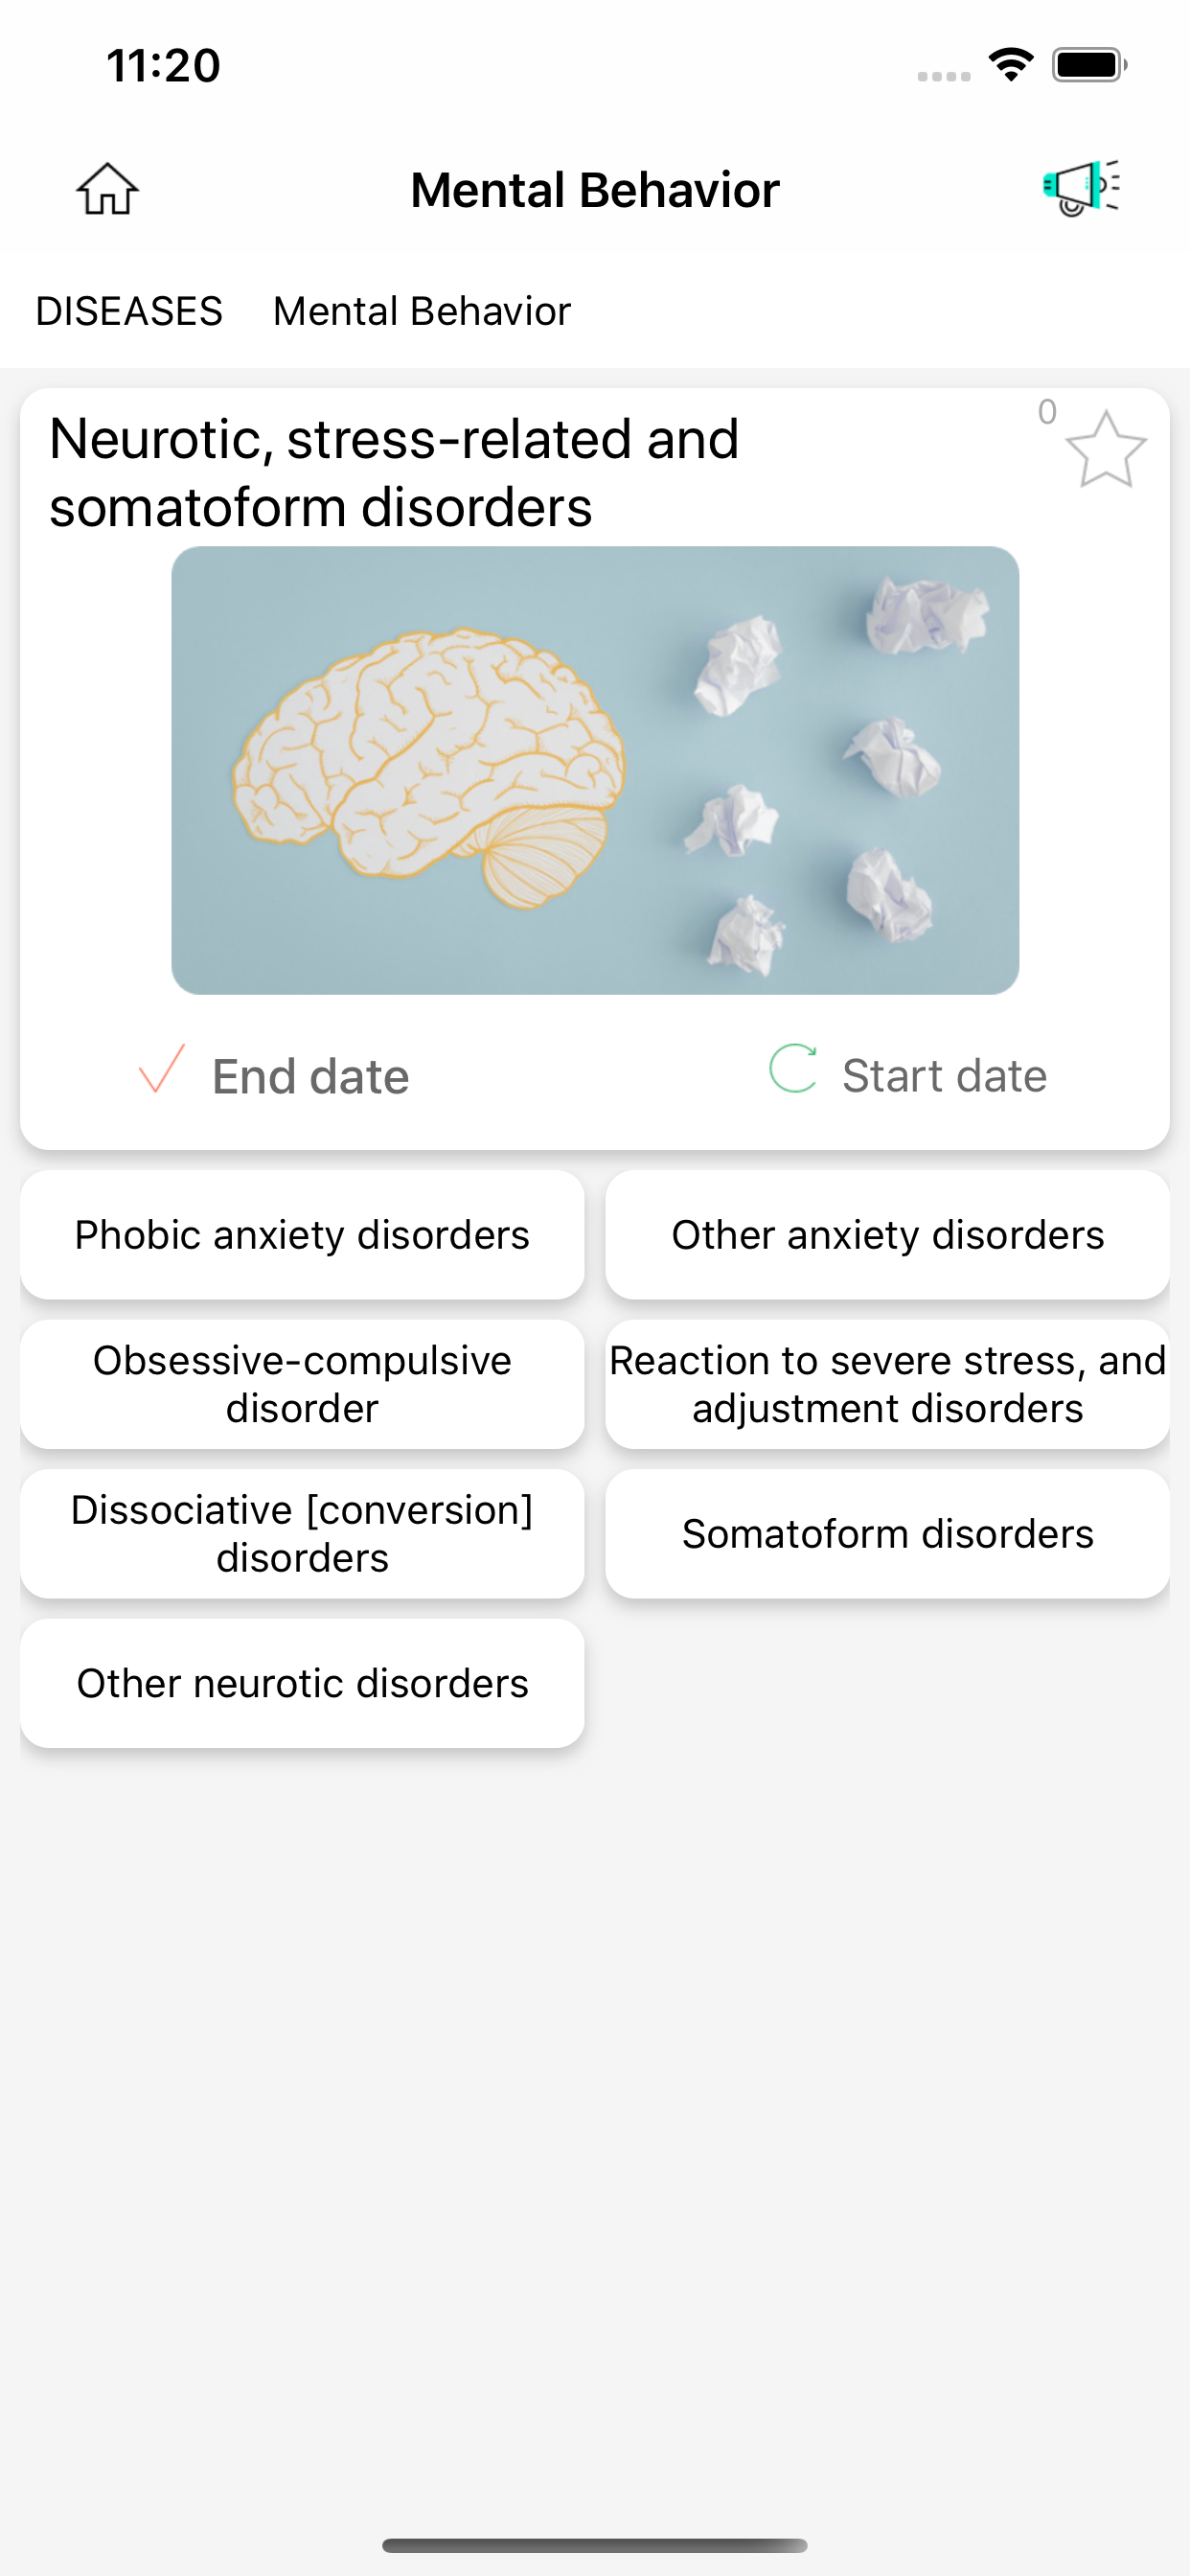 11:20
Mental Behavior
DISEASES Mental Behavior
Neurotic, stress-related and
somatoform disorders
0
End date
Start date
Phobic anxiety disorders
Other anxiety disorders
Obsessive-compulsive
disorder
Reaction to severe stress, and
adjustment disorders
Dissociative [conversion]
disorders
Somatoform disorders
Other neurotic disorders